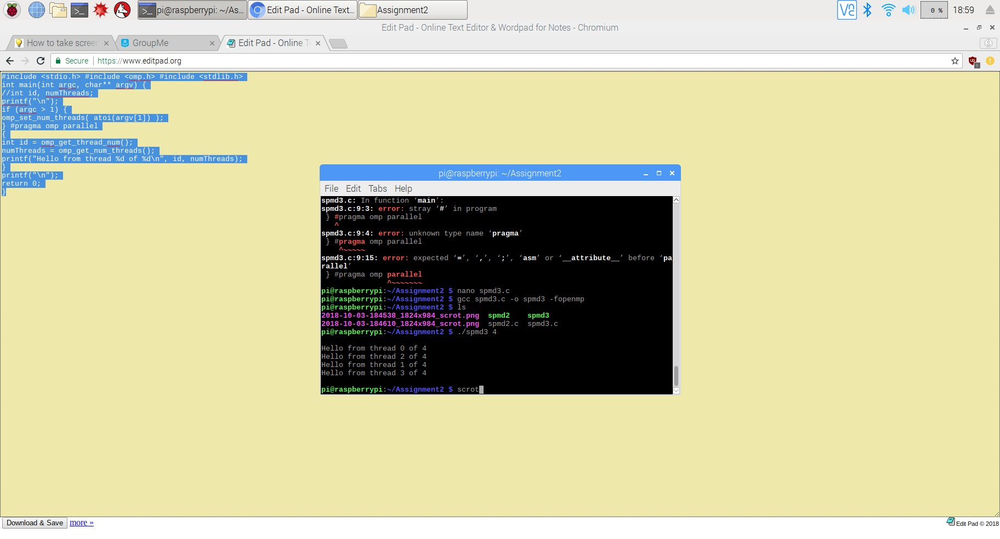 pi@raspberrypi: ~/As...
Edit Pad - Online Text...
Assignment2
0 %
18:59
Edit Pad - Online Text Editor & Wordpad for Notes - Chromium
How to take screen
GroupMe
Edit Pad - Online T
Secure
https://www.editpad.org
1
#include <stdio.h> #include <omp.h> #include <stdlib.h>
int main(int argc, char** argv) {
//int id, numThreads;
printf("\n");
if (argc > 1) {
omp_set_num_threads( atoi(argv[1]) );
} #pragma omp parallel
{
int id = omp_get_thread_num();
numThreads = omp_get_num_threads();
printf("Hello from thread %d of %d\n", id, numThreads);
}
printf("\n");
return 0;
}
pi@raspberrypi: ~/Assignment2
File Edit Tabs Help
spmd3.c: In function ‘main’:
spmd3.c:9:3: error: stray ‘#’ in program
} #pragma omp parallel
^
spmd3.c:9:4: error: unknown type name ‘pragma’
} #pragma omp parallel
^~~~~~
spmd3.c:9:15: error: expected ‘=’, ‘,’, ‘;’, ‘asm’ or ‘__attribute__’ before ‘pa
rallel’
} #pragma omp parallel
^~~~~~~~
pi@raspberrypi:~/Assignment2 $ nano spmd3.c
pi@raspberrypi:~/Assignment2 $ gcc spmd3.c -o spmd3 -fopenmp
pi@raspberrypi:~/Assignment2 $ ls
2018-10-03-184538_1824x984_scrot.png spmd2 spmd3
2018-10-03-184610_1824x984_scrot.png spmd2.c spmd3.c
pi@raspberrypi:~/Assignment2 $ ./spmd3 4
Hello from thread 0 of 4
Hello from thread 2 of 4
Hello from thread 1 of 4
Hello from thread 3 of 4
pi@raspberrypi:~/Assignment2 $ scrot
Download & Save more »
Edit Pad © 2018